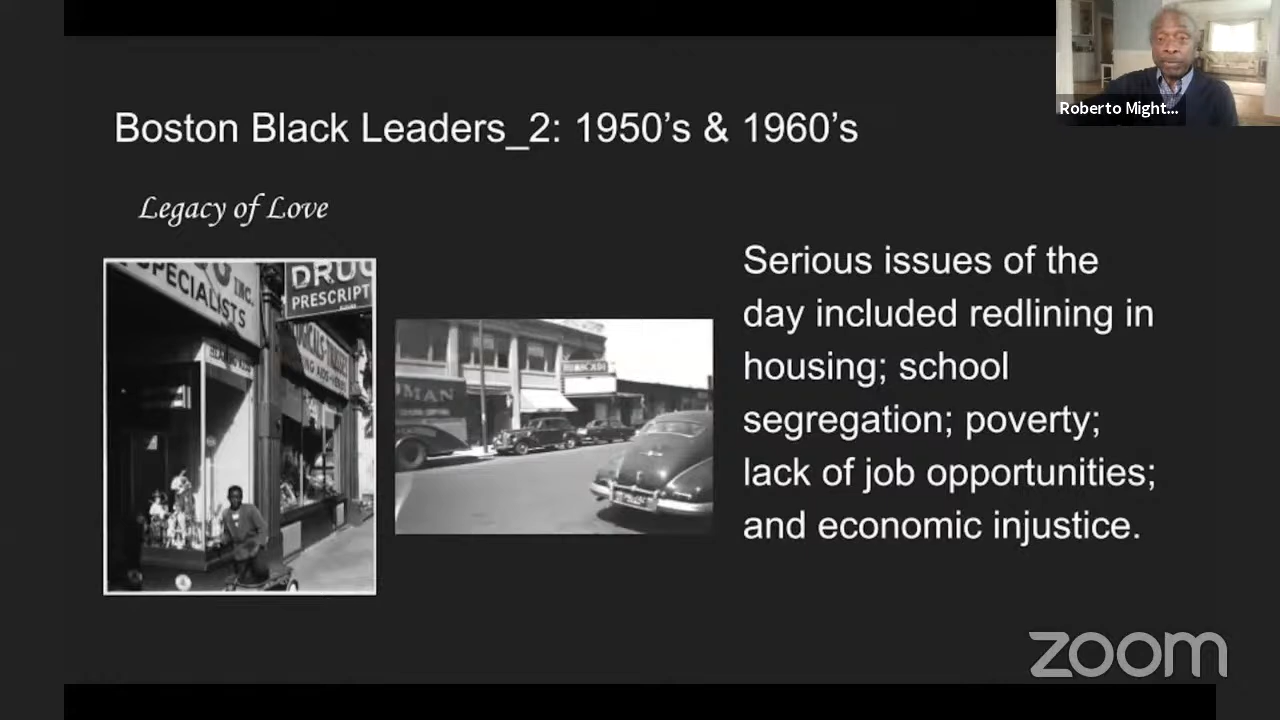 Boston Black Leaders_2: 1950's & 1960's
Roberto Might...
Legacy of Love
Serious issues of the
day included redlining in
housing; school
segregation; poverty;
lack of job opportunities;
and economic injustice.
INC.
SPECIALISTS
DRUG
PRESCRIPT
MAN
zoom